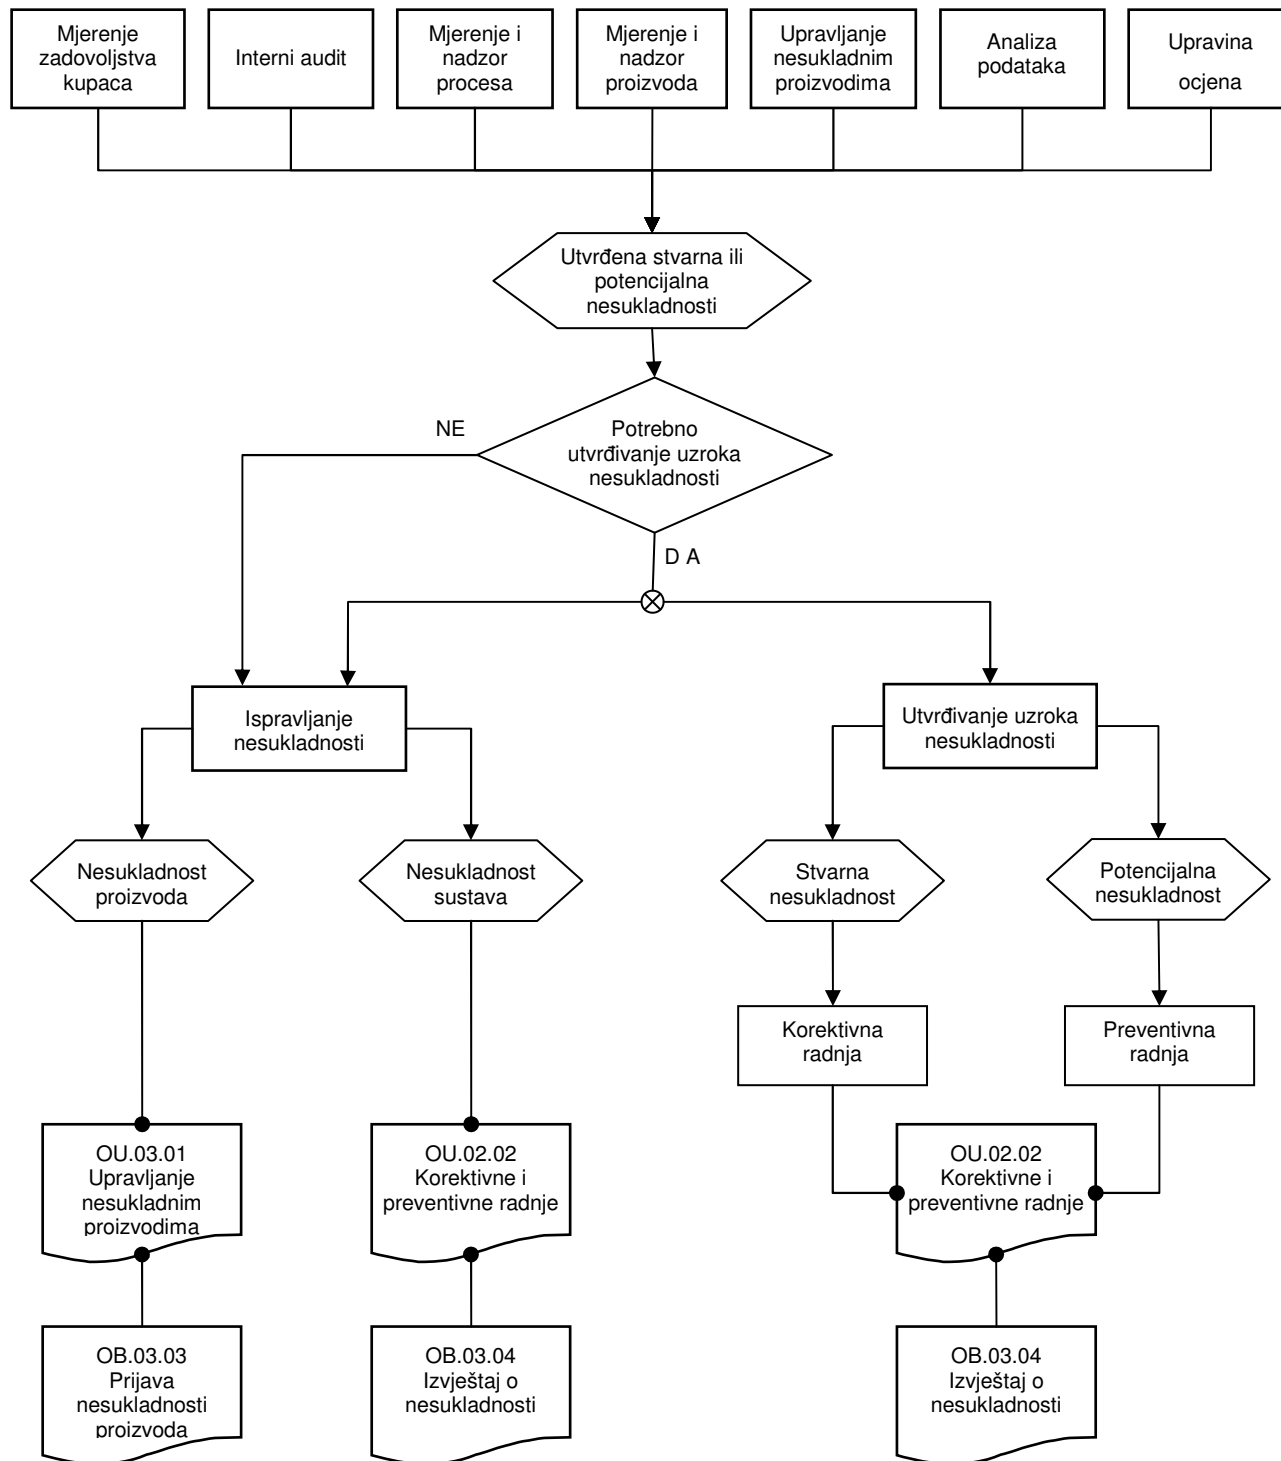 Mjerenje
zadovoljstva
kupaca
Interni audit
Mjerenje i
nadzor
procesa
Mjerenje i
nadzor
proizvoda
Upravljanje
nesukladnim
proizvodima
Analiza
podataka
Upravina
ocjena
Utvrđena stvarna ili
potencijalna
nesukladnosti
NE
Potrebno
utvrđivanje uzroka
nesukladnosti
D A
Ispravljanje
nesukladnosti
Utvrđivanje uzroka
nesukladnosti
Nesukladnost
proizvoda
Nesukladnost
sustava
Stvarna
nesukladnost
Potencijalna
nesukladnost
Korektivna
radnja
Preventivna
radnja
OU.03.01
Upravljanje
nesukladnim
proizvodima
OU.02.02
Korektivne i
preventivne radnje
OU.02.02
Korektivne i
preventivne radnje
OB.03.03
Prijava
nesukladnosti
proizvoda
OB.03.04
Izvještaj o
nesukladnosti
OB.03.04
Izvještaj o
nesukladnosti